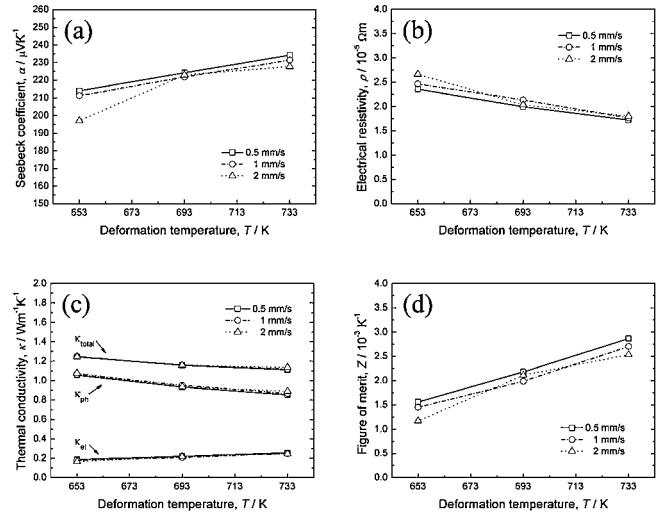 (a)
Seebeck coefficient, α / μVK⁻¹
260
250
240
230
220
210
200
190
180
170
160
150
0.5 mm/s
1 mm/s
2 mm/s
653 673 693 713 733
Deformation temperature, T / K
(b)
Electrical resistivity, ρ / 10⁻⁵ Ωm
4.0
3.5
3.0
2.5
2.0
1.5
1.0
0.5
0.0
0.5 mm/s
1 mm/s
2 mm/s
653 673 693 713 733
Deformation temperature, T / K
(c)
Thermal conductivity, κ / Wm⁻¹K⁻¹
2.0
1.8
1.6
1.4
1.2
1.0
0.8
0.6
0.4
0.2
0.0
0.5 mm/s
1 mm/s
2 mm/s
κtotal
κph
κel
653 673 693 713 733
Deformation temperature, T / K
(d)
Figure of merit, Z / 10⁻³ K⁻¹
4.0
3.5
3.0
2.5
2.0
1.5
1.0
0.5
0.0
0.5 mm/s
1 mm/s
2 mm/s
653 673 693 713 733
Deformation temperature, T / K